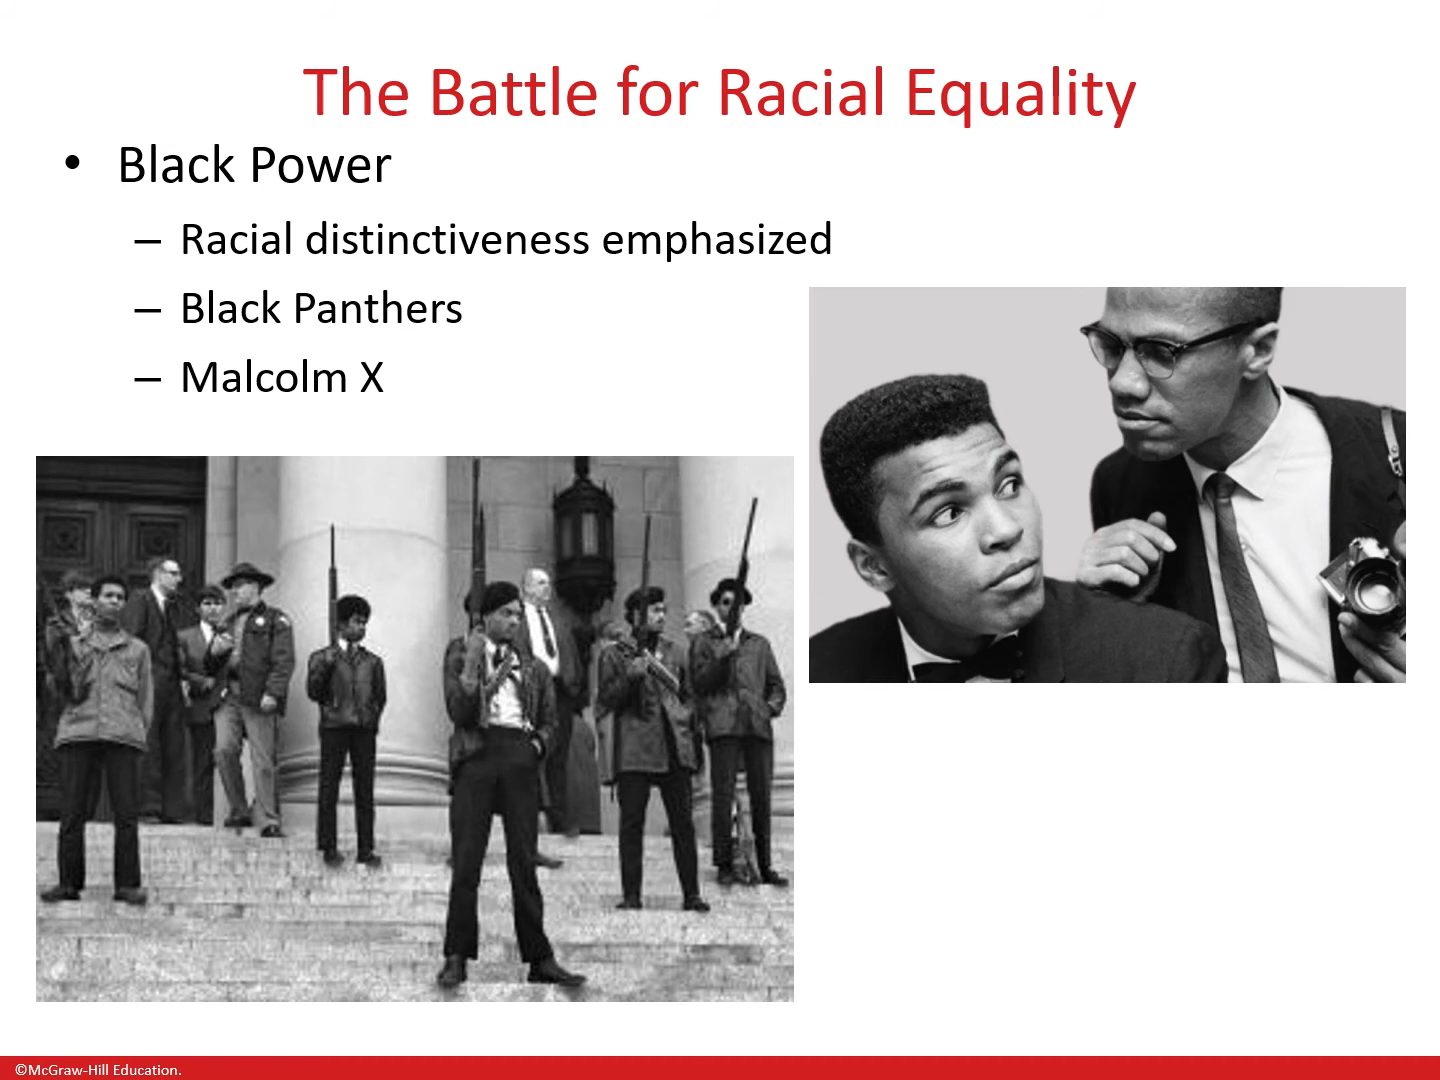 The Battle for Racial Equality
• Black Power
– Racial distinctiveness emphasized
– Black Panthers
– Malcolm X
©McGraw-Hill Education.